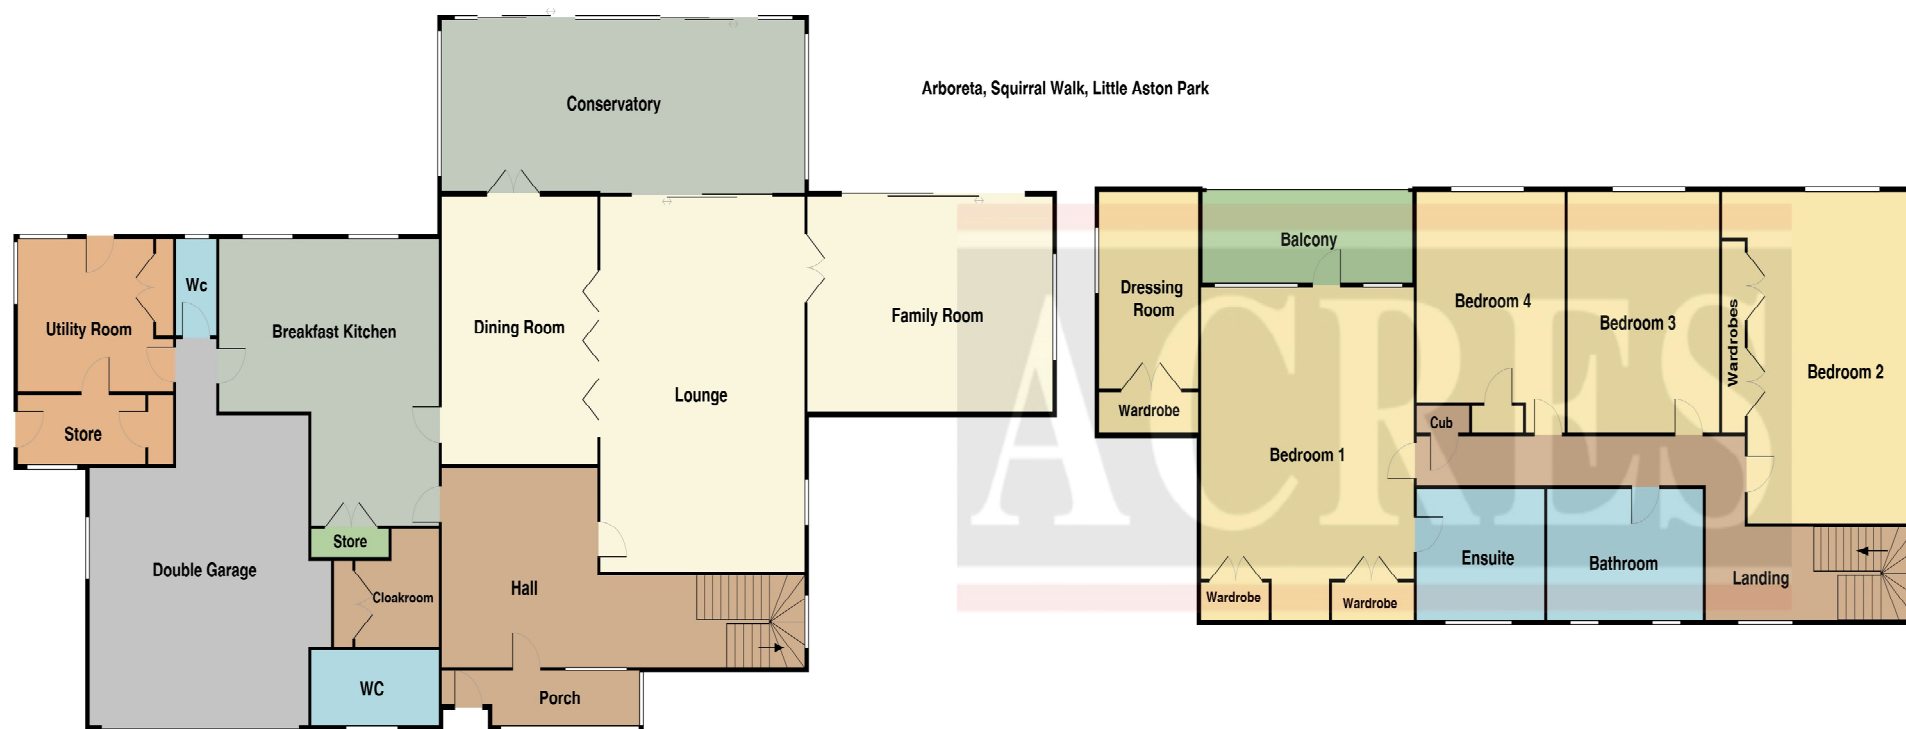 Arboreta, Squirral Walk, Little Aston Park
Conservatory
Wc
Utility Room
Breakfast Kitchen
Dining Room
Family Room
Lounge
Store
Store
Double Garage
Cloakroom
Hall
WC
Porch
Balcony
Dressing
Room
Bedroom 4
Bedroom 3
Wardrobes
Bedroom 2
Wardrobe
Cub
Bedroom 1
Ensuite
Bathroom
Landing
Wardrobe
Wardrobe
ACRES